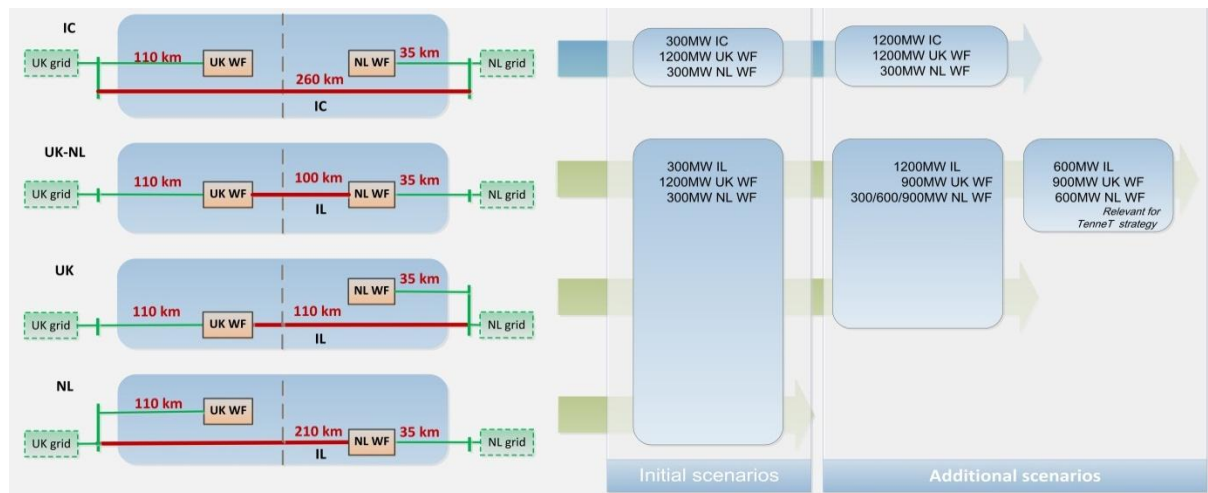 IC
UK grid
110 km
UK WF
NL WF
35 km
NL grid
260 km
IC
UK-NL
UK grid
110 km
UK WF
100 km
IL
NL WF
35 km
NL grid
UK
NL WF
35 km
UK grid
110 km
UK WF
110 km
IL
NL grid
NL
110 km
UK WF
UK grid
210 km
IL
NL WF
35 km
NL grid
300MW IC
1200MW UK WF
300MW NL WF
1200MW IC
1200MW UK WF
300MW NL WF
300MW IL
1200MW UK WF
300MW NL WF
1200MW IL
900MW UK WF
300/600/900MW NL WF
600MW IL
900MW UK WF
600MW NL WF
Relevant for
TenneT strategy
Initial scenarios
Additional scenarios